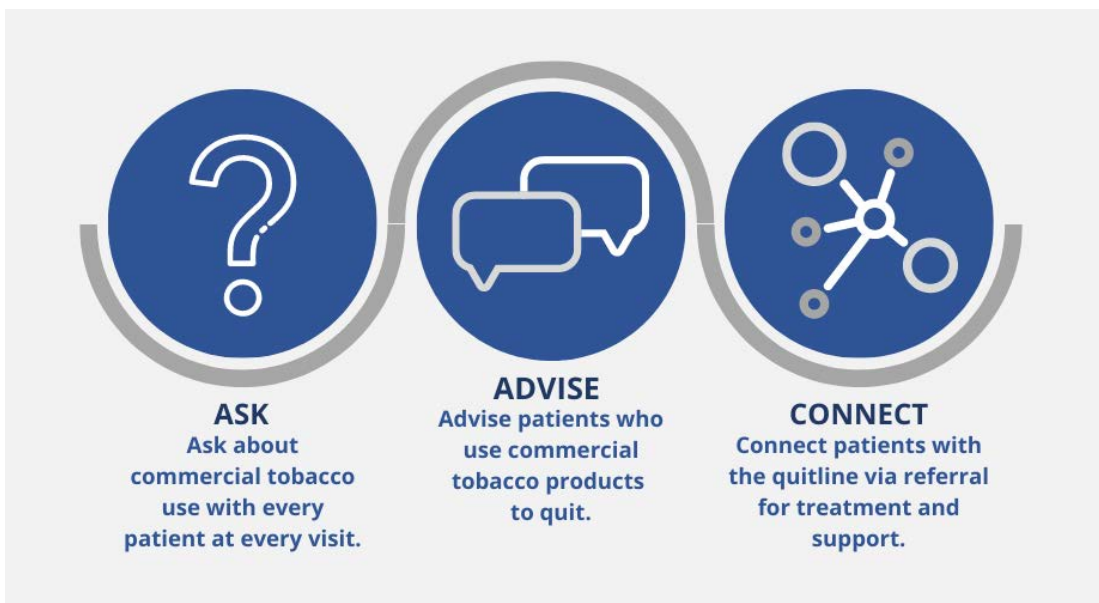 ASK
Ask about
commercial tobacco
use with every
patient at every visit.
ADVISE
Advise patients who
use commercial
tobacco products
to quit.
CONNECT
Connect patients with
the quitline via referral
for treatment and
support.